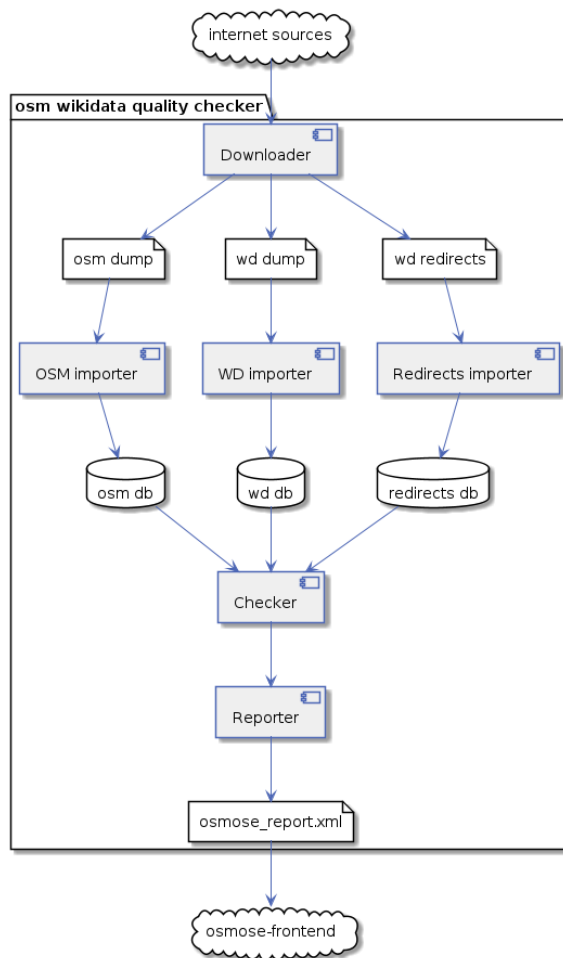 internet sources
osm wikidata quality checker
Downloader
osm dump
wd dump
wd redirects
OSM importer
WD importer
Redirects importer
osm db
wd db
redirects db
Checker
Reporter
osmose_report.xml
osmose-frontend